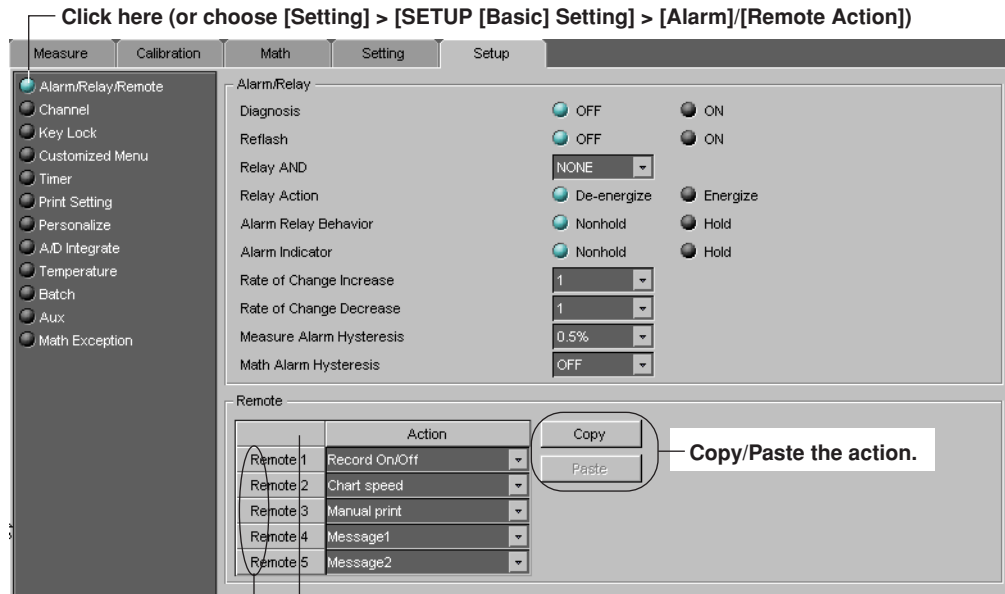 Click here (or choose [Setting] > [SETUP [Basic] Setting] > [Alarm]/[Remote Action])
Measure Calibration Math Setting Setup
Alarm/Relay/Remote
Channel
Key Lock
Customized Menu
Timer
Print Setting
Personalize
A/D Integrate
Temperature
Batch
Aux
Math Exception
Alarm/Relay
Diagnosis OFF ON
Reflash OFF ON
Relay AND NONE
Relay Action De-energize Energize
Alarm Relay Behavior Nonhold Hold
Alarm Indicator Nonhold Hold
Rate of Change Increase 1
Rate of Change Decrease 1
Measure Alarm Hysteresis 0.5%
Math Alarm Hysteresis OFF
Remote
Action
Remote 1 Record On/Off
Remote 2 Chart speed
Remote 3 Manual print
Remote 4 Message1
Remote 5 Message2
Copy
Paste
Copy/Paste the action.